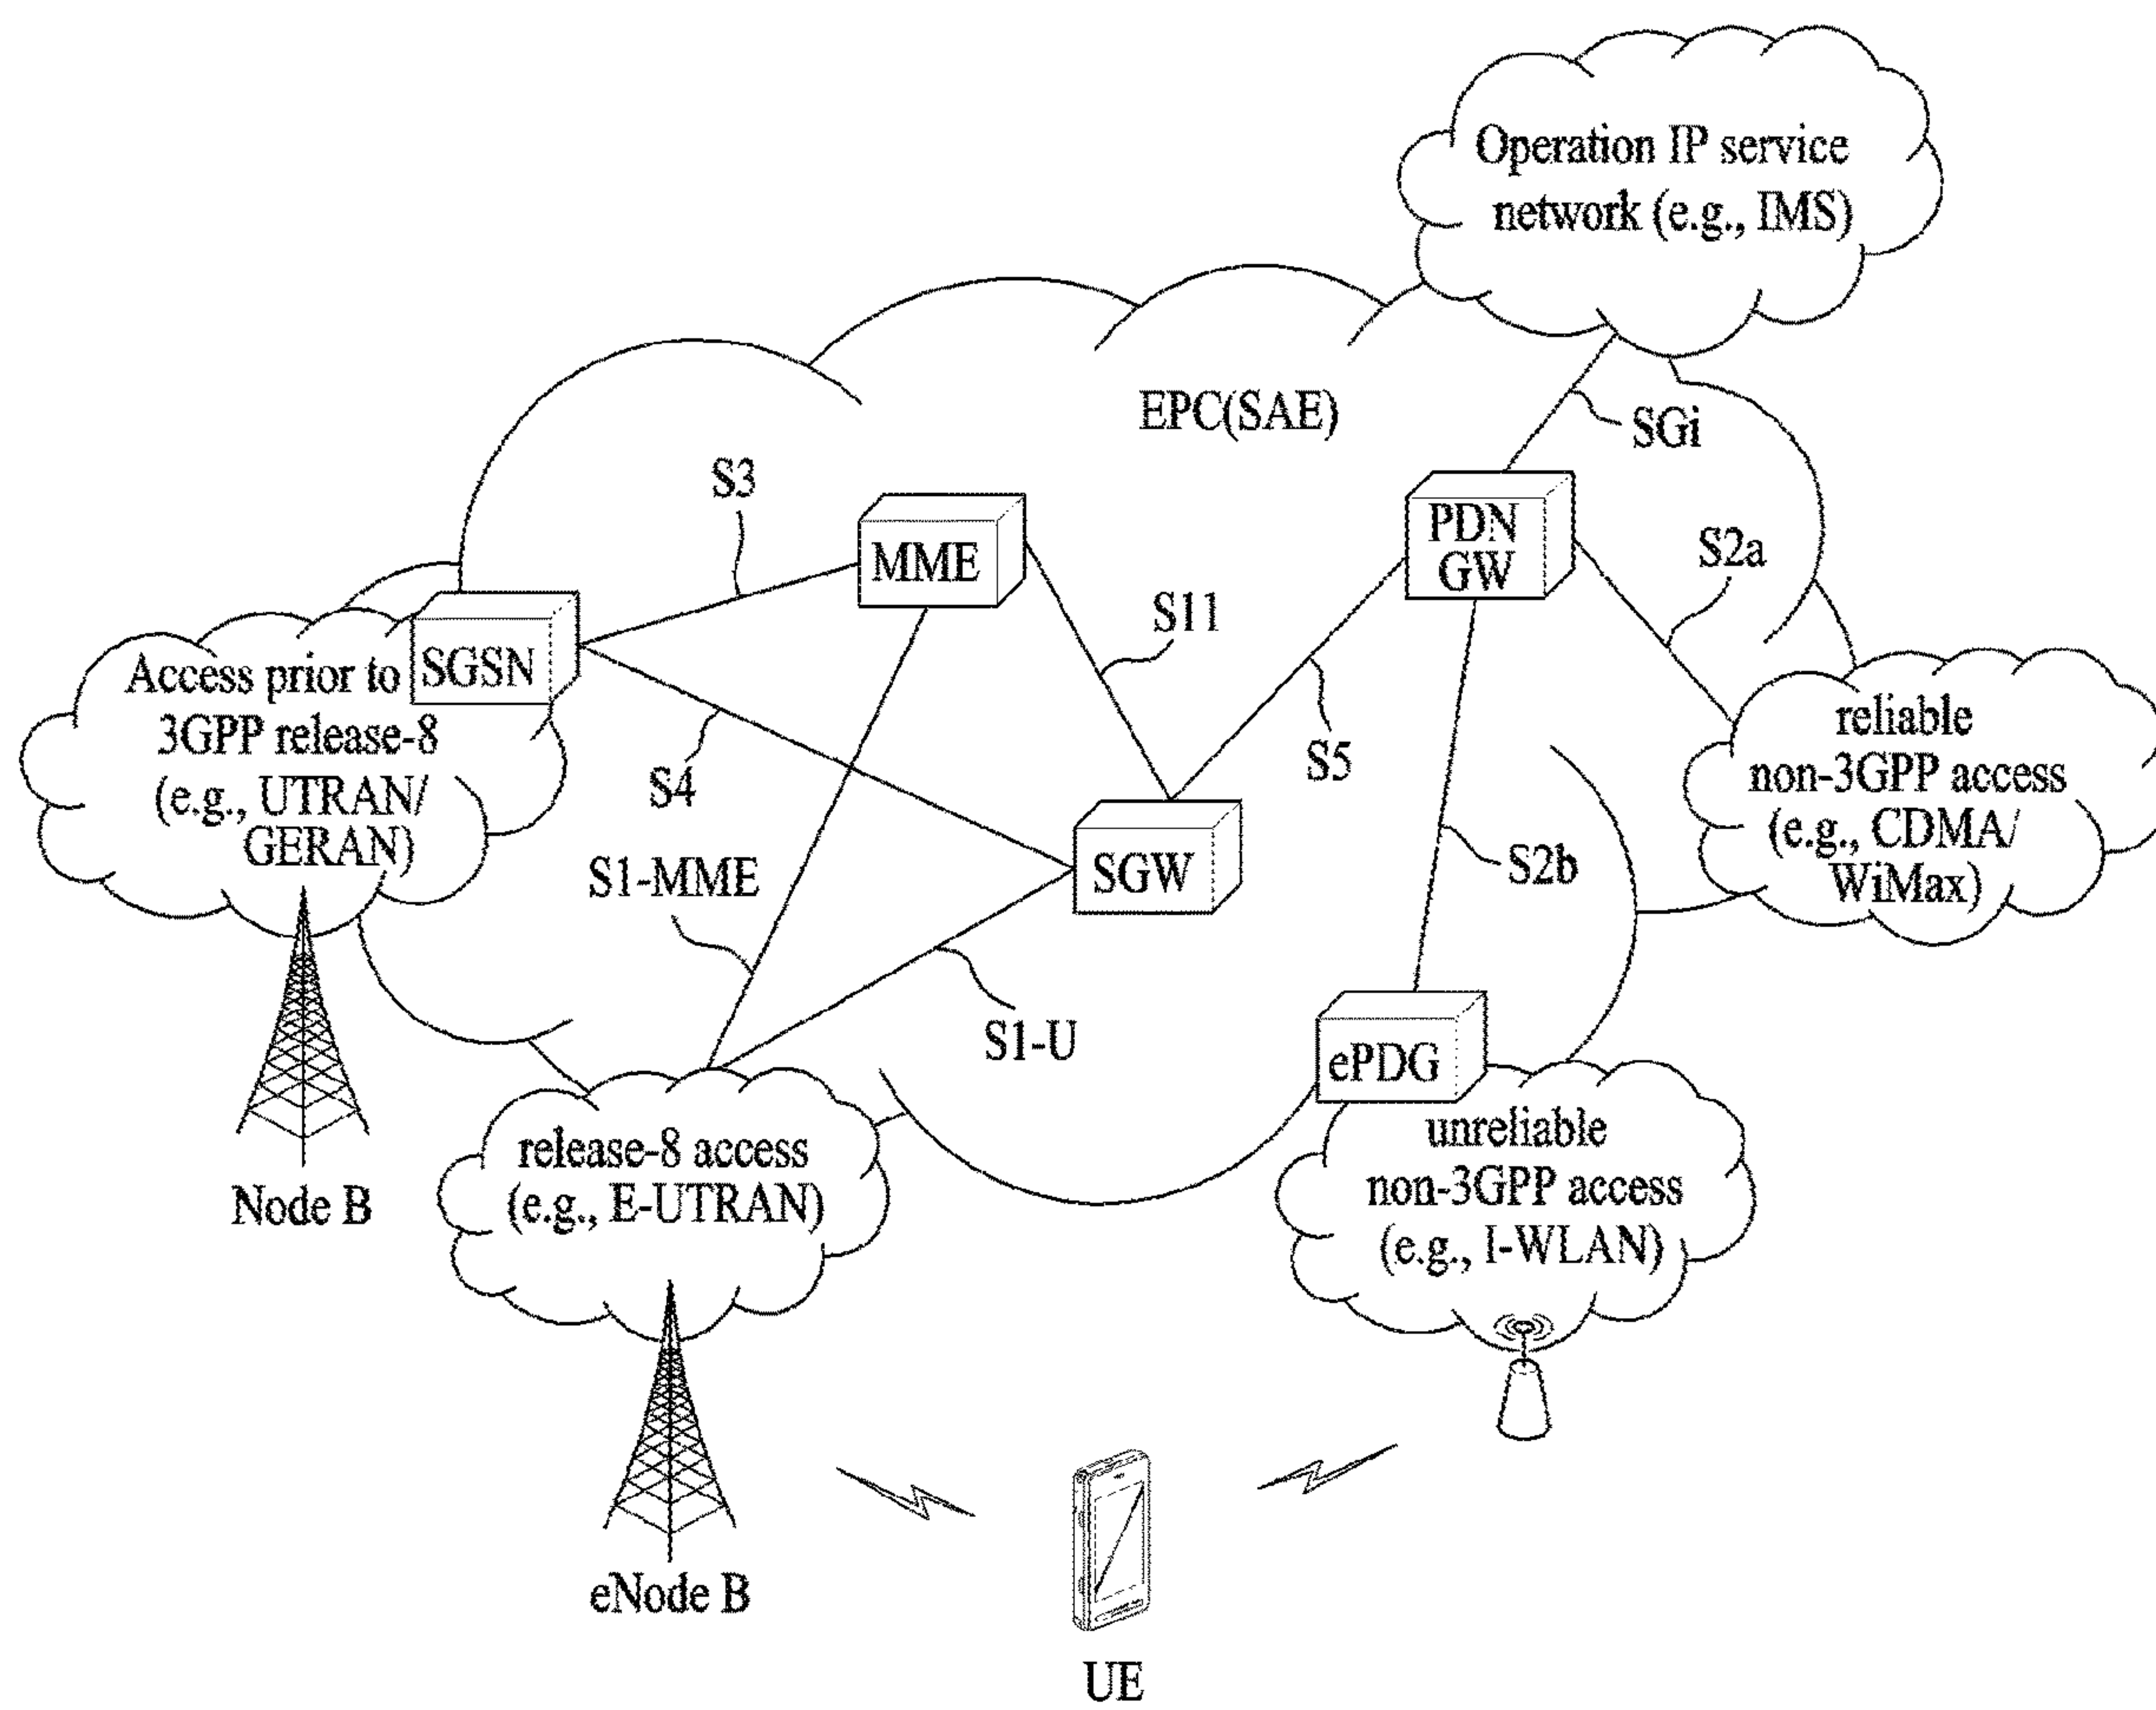 Operation IP service
network (e.g., IMS)
EPC(SAE)
SGi
S3
MME
PDN
GW
S2a
S11
SGSN
Access prior to
3GPP release-8
(e.g., UTRAN/
GERAN)
S4
S5
reliable
non-3GPP access
(e.g., CDMA/
WiMax)
S1-MME
SGW
S2b
S1-U
ePDG
unreliable
non-3GPP access
(e.g., I-WLAN)
release-8 access
(e.g., E-UTRAN)
Node B
eNode B
UE